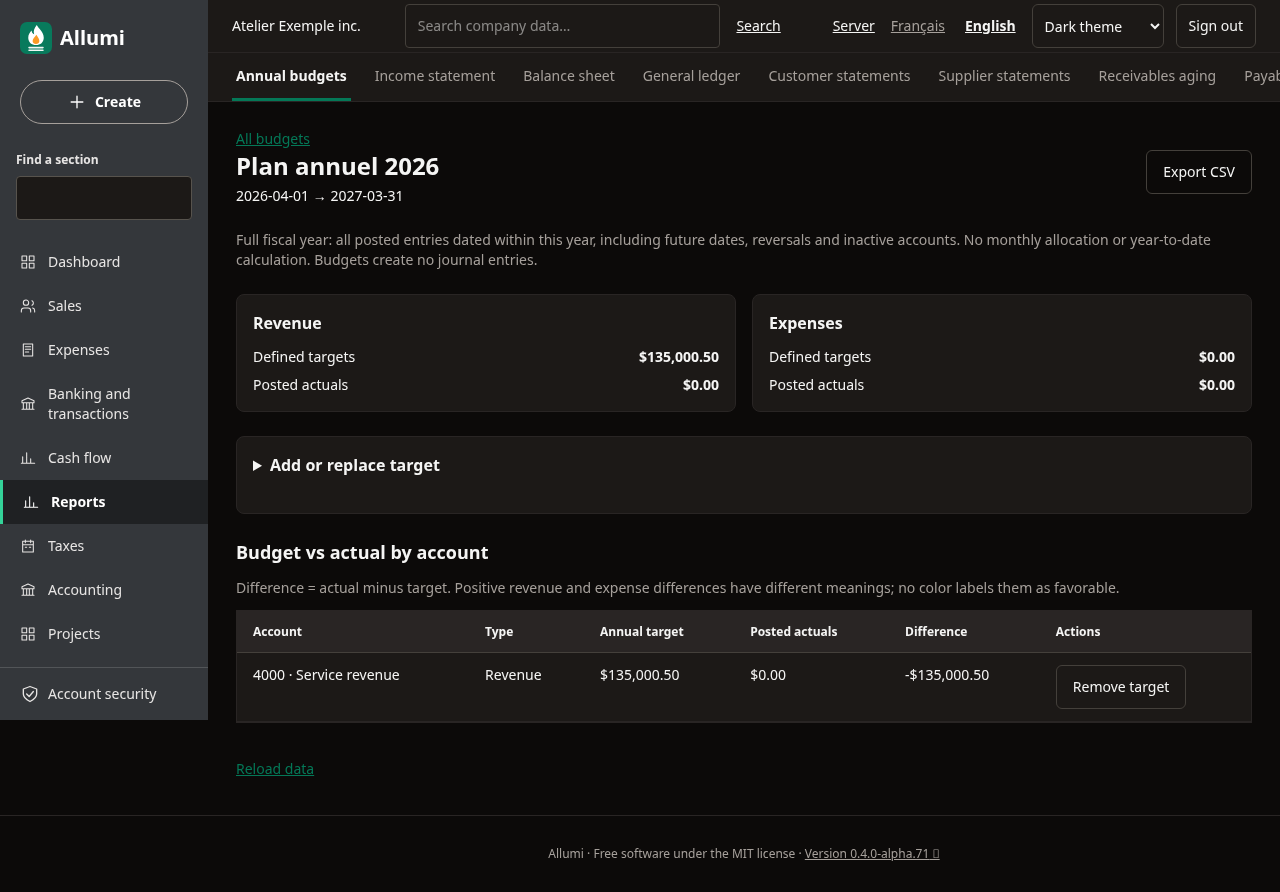 Allumi
Create
Find a section
Dashboard
Sales
Expenses
Banking and
transactions
Cash flow
Reports
Taxes
Accounting
Projects
Account security
Atelier Exemple inc.
Search company data…
Search
Server
Français
English
Dark theme
Sign out
Annual budgets
Income statement
Balance sheet
General ledger
Customer statements
Supplier statements
Receivables aging
Payab
All budgets
Plan annuel 2026
2026-04-01 → 2027-03-31
Export CSV
Full fiscal year: all posted entries dated within this year, including future dates, reversals and inactive accounts. No monthly allocation or year-to-date
calculation. Budgets create no journal entries.
Revenue
Defined targets $135,000.50
Posted actuals $0.00
Expenses
Defined targets $0.00
Posted actuals $0.00
Add or replace target
Budget vs actual by account
Difference = actual minus target. Positive revenue and expense differences have different meanings; no color labels them as favorable.
Account Type Annual target Posted actuals Difference Actions
4000 · Service revenue Revenue $135,000.50 $0.00 -$135,000.50 Remove target
Reload data
Allumi · Free software under the MIT license · Version 0.4.0-alpha.71